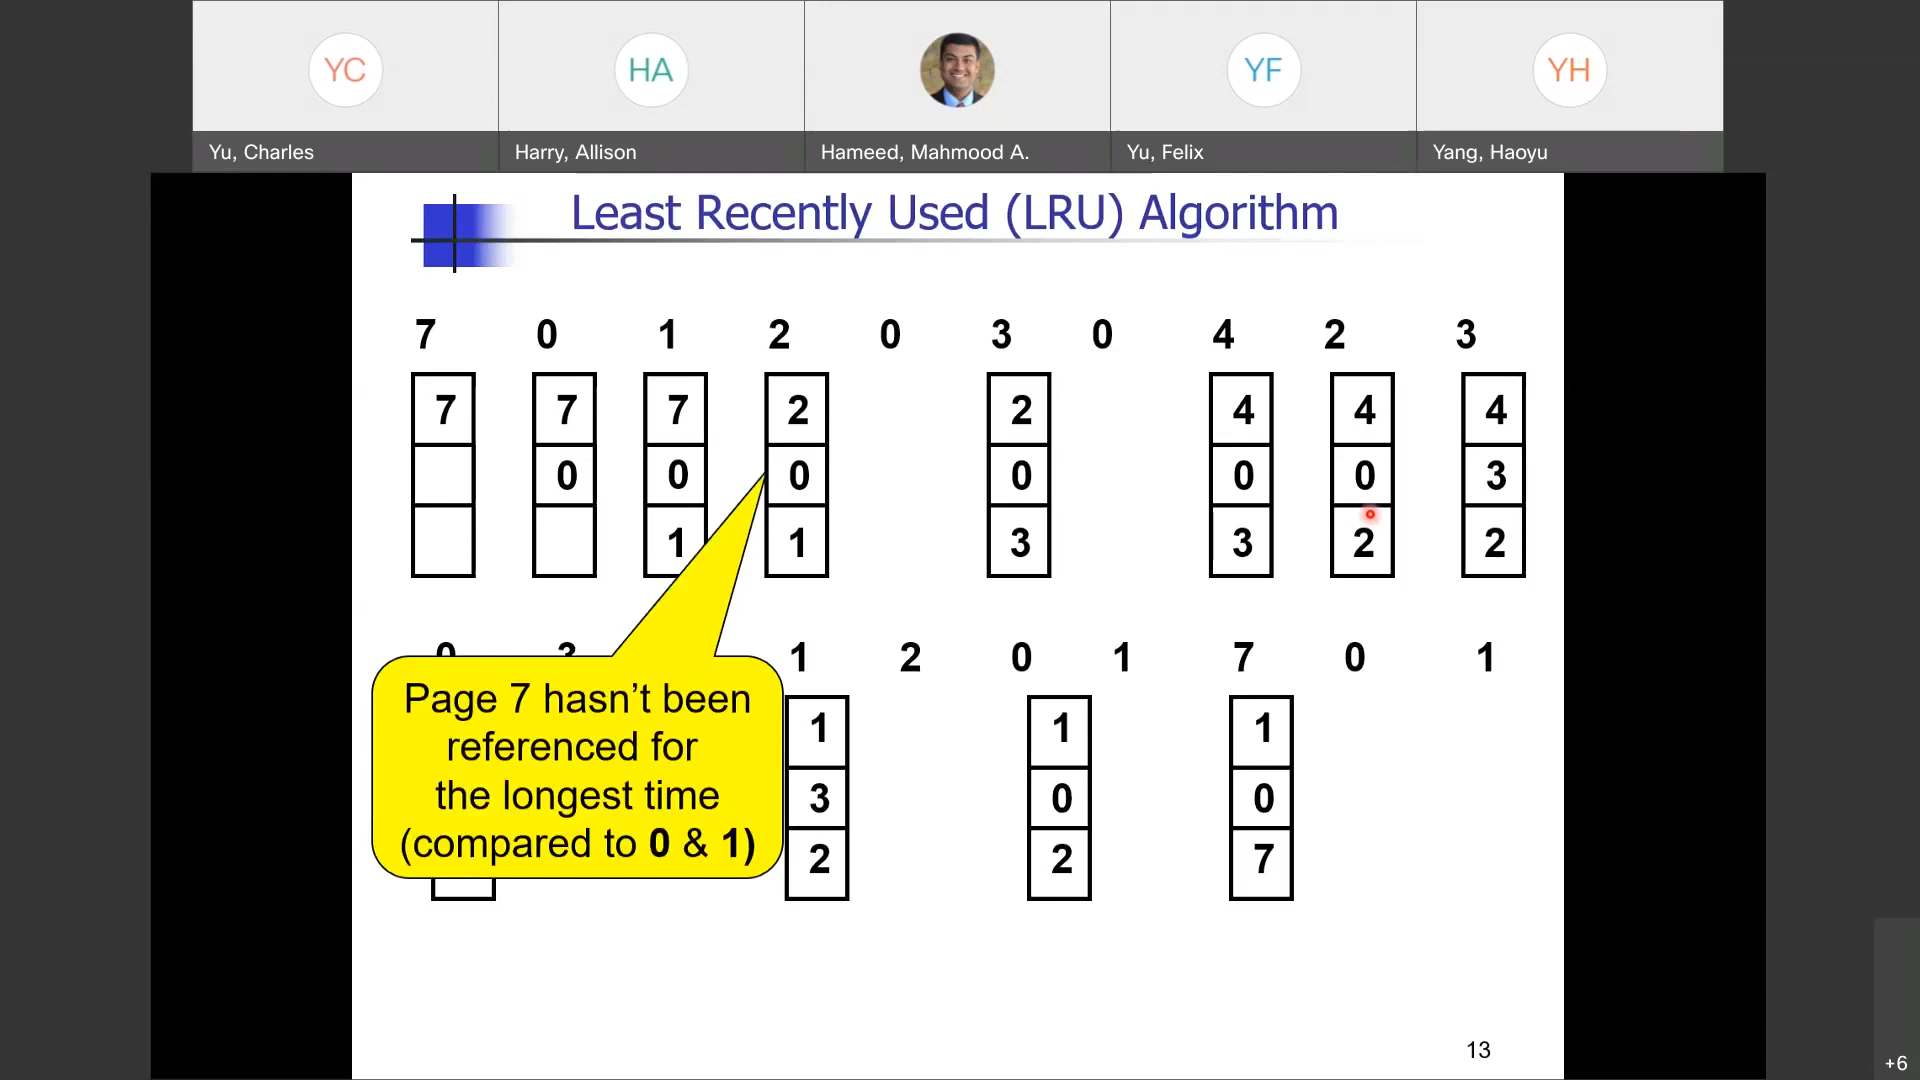 YC HA YF YH
Yu, Charles Harry, Allison Hameed, Mahmood A. Yu, Felix Yang, Haoyu
Least Recently Used (LRU) Algorithm
7 0 1 2 0 3 0 4 2 3
7 7 7 2 2 4 4 4
0 0 0 0 0 0 3
1 1 3 3 2 2
1 2 0 1 7 0 1
Page 7 hasn’t been
referenced for
the longest time
(compared to 0 & 1)
1 1 1
3 0 0
2 2 7
13
+6